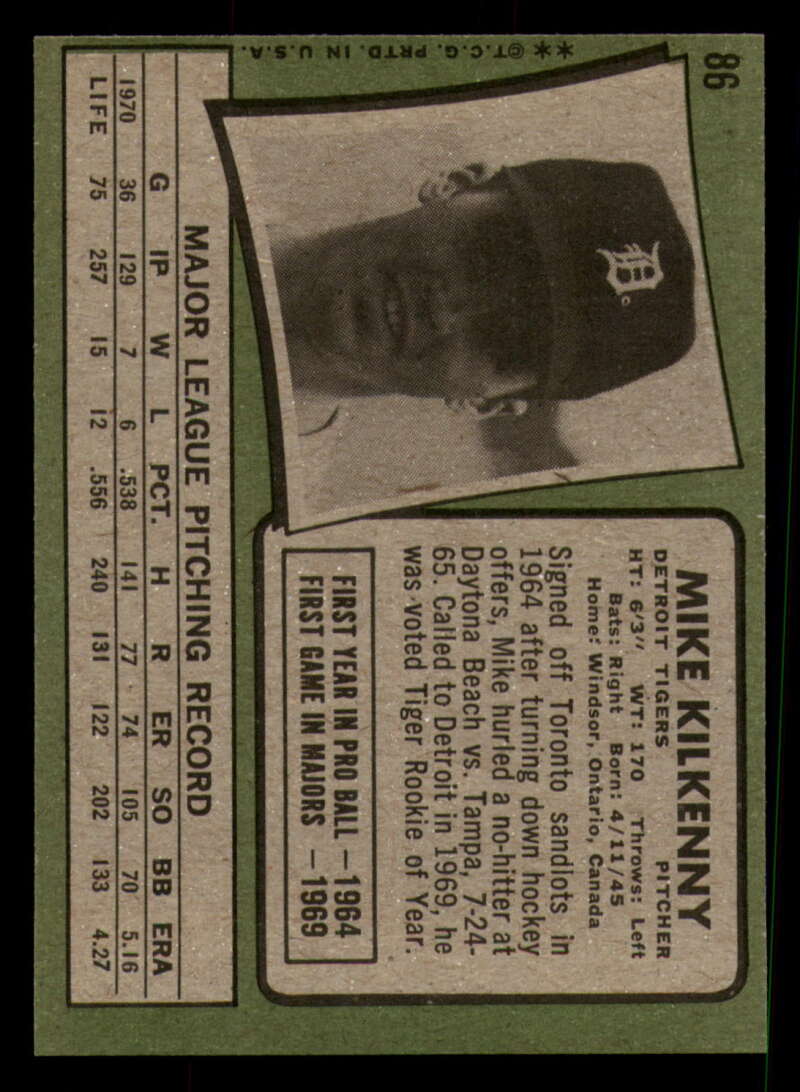 86
**©T.C.G. PRTD. IN U.S.A.
MIKE KILKENNY
DETROIT TIGERS PITCHER
HT: 6'3" WT: 170 Throws: Left
Bats: Right Born: 4/11/45
Home: Windsor, Ontario, Canada
Signed off Toronto sandlots in
1964 after turning down hockey
offers, Mike hurled a no-hitter at
Daytona Beach vs. Tampa, 7-24-
65. Called to Detroit in 1969, he
was voted Tiger Rookie of Year.
FIRST YEAR IN PRO BALL — 1964
FIRST GAME IN MAJORS — 1969
D
MAJOR LEAGUE PITCHING RECORD
G IP W L PCT. H R ER SO BB ERA
1970 36 129 7 6 .538 141 77 74 105 70 5.16
LIFE 75 257 15 12 .556 240 131 122 202 133 4.27